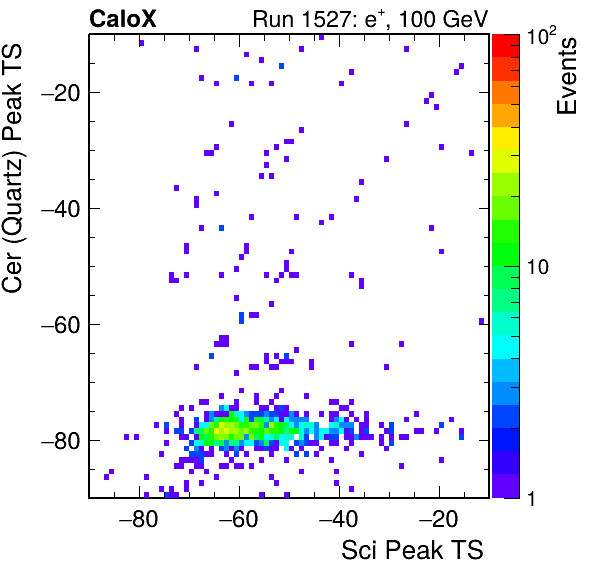 CaloX Run 1527: e⁺, 100 GeV
Cer (Quartz) Peak TS
−20
−40
−60
−80
−80 −60 −40 −20
Sci Peak TS
10²
10
1
Events